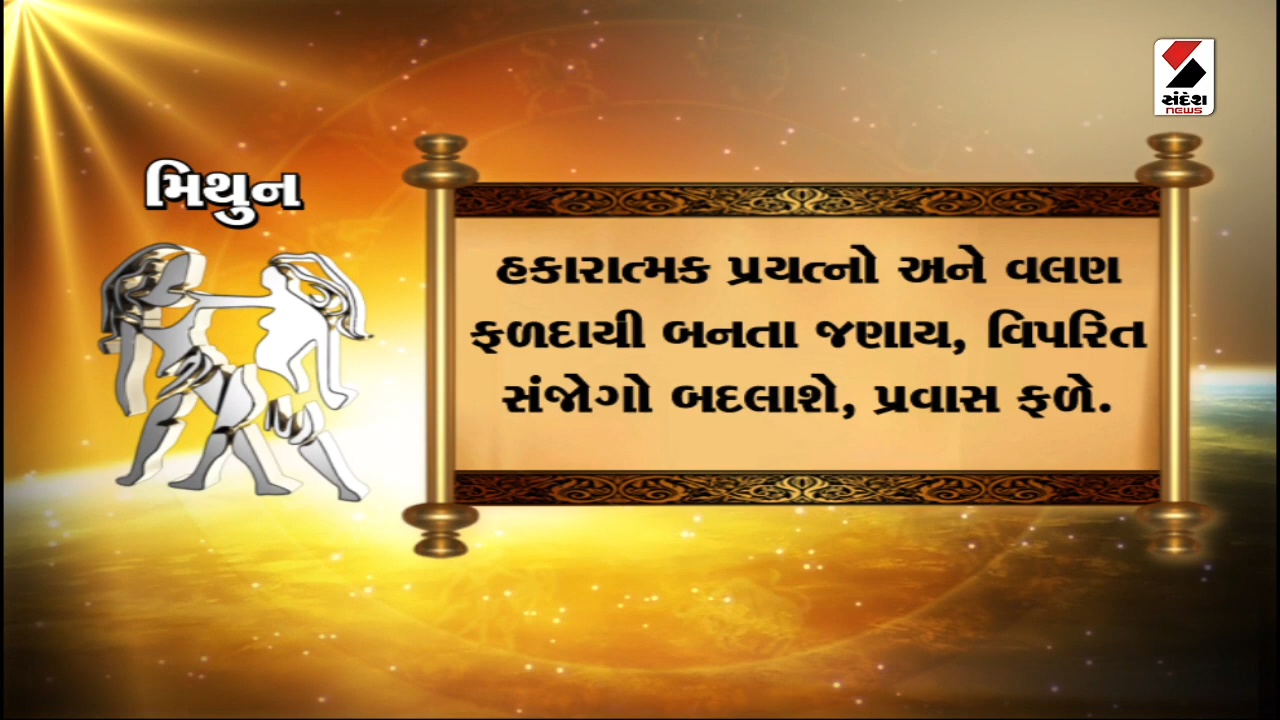 સંદેશ
NEWS
મિથુન
હકારાત્મક પ્રયત્નો અને વલણ
ફળદાયી બનતા જણાય, વિપરિત
સંજોગો બદલાશે, પ્રવાસ ફળે.